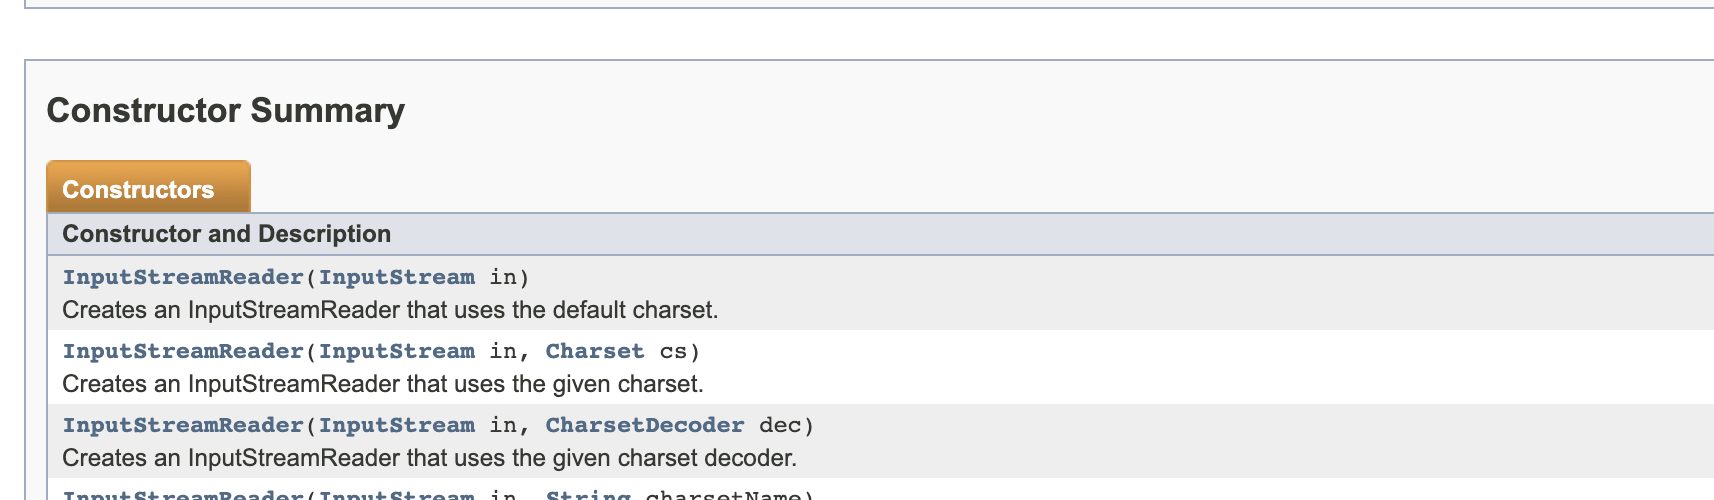 Constructor Summary
Constructors
Constructor and Description
InputStreamReader(InputStream in)
Creates an InputStreamReader that uses the default charset.
InputStreamReader(InputStream in, Charset cs)
Creates an InputStreamReader that uses the given charset.
InputStreamReader(InputStream in, CharsetDecoder dec)
Creates an InputStreamReader that uses the given charset decoder.
InputStreamReader(InputStream in, String charsetName)